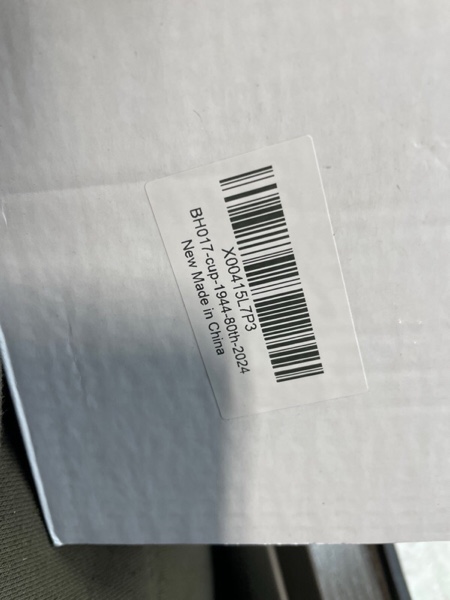 X00415L7P3
BH017-cup-1944-80th-2024
New Made in China